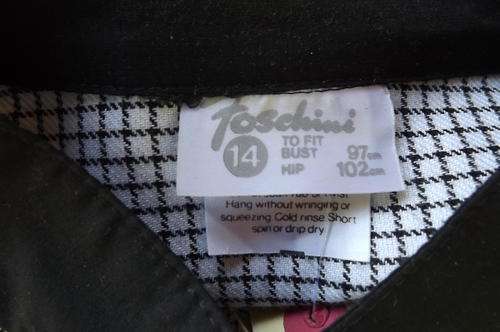 Toschini
14
TO FIT
BUST 97cm
HIP 102cm
Hang without wringing or
squeezing Cold rinse Short
spin or drip dry